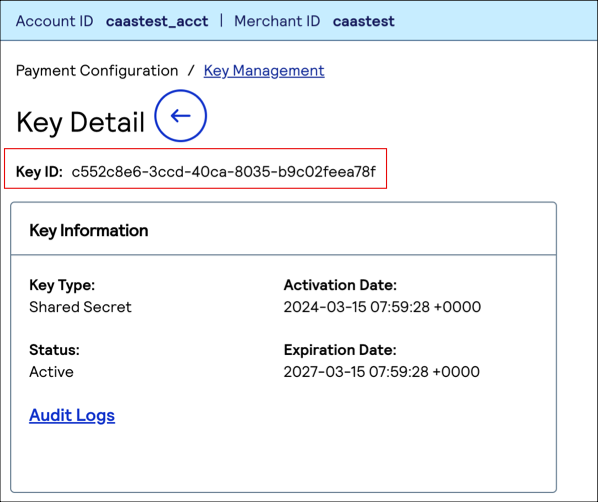 Account ID caastest_acct | Merchant ID caastest
Payment Configuration / Key Management
Key Detail
Key ID: c552c8e6-3ccd-40ca-8035-b9c02feea78f
Key Information
Key Type: Activation Date:
Shared Secret 2024-03-15 07:59:28 +0000
Status: Expiration Date:
Active 2027-03-15 07:59:28 +0000
Audit Logs